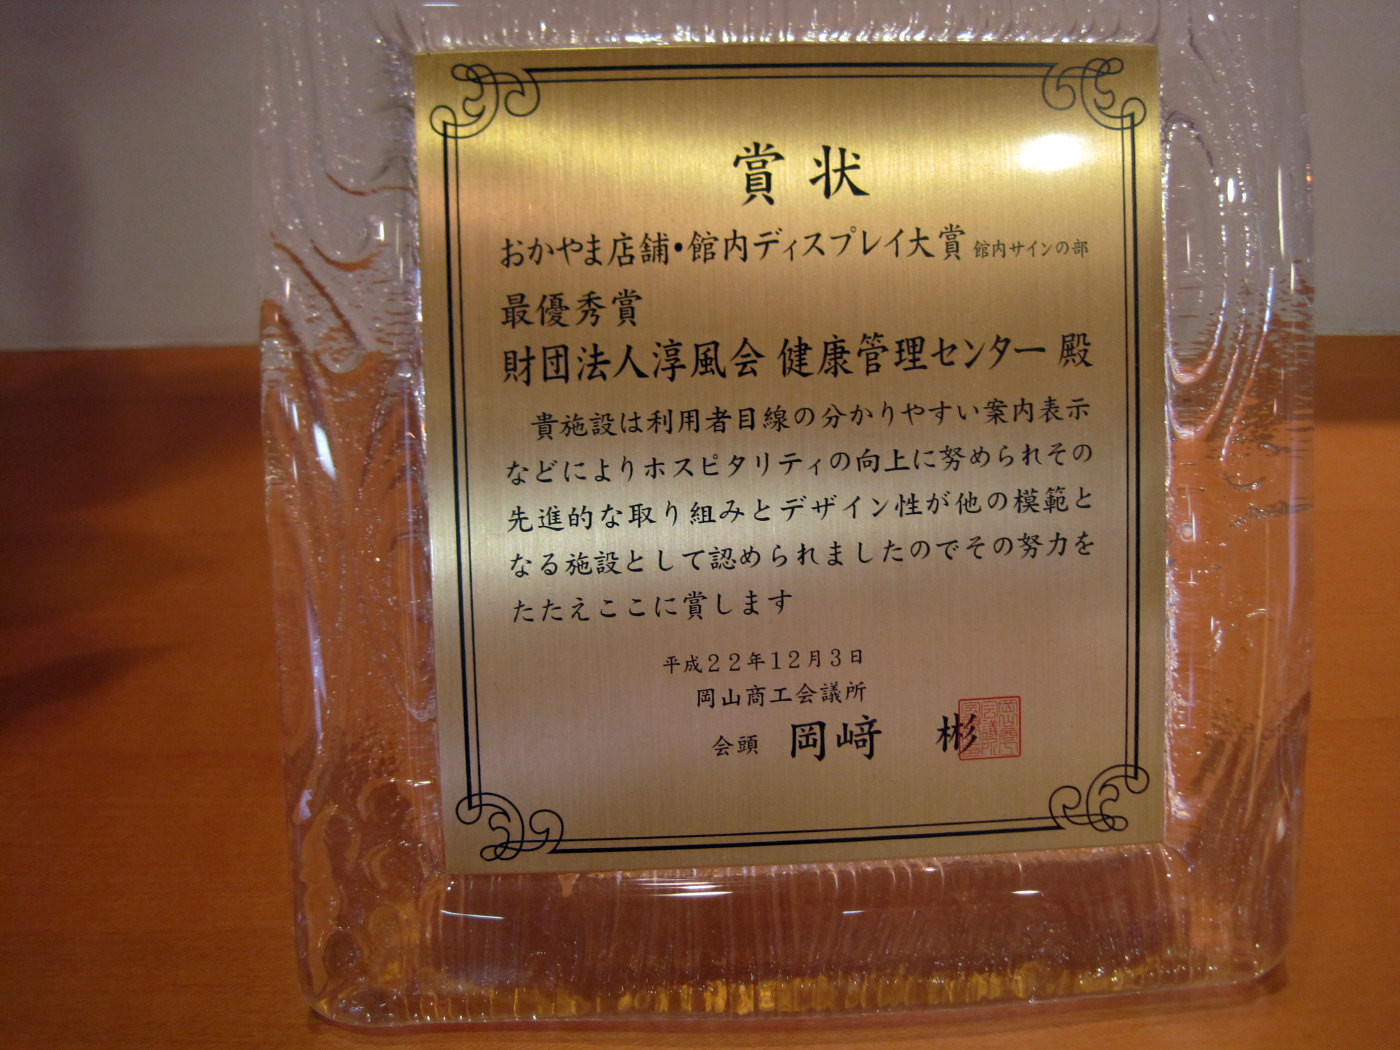 賞状
おかやま店舗・館内ディスプレイ大賞 館内サインの部
最優秀賞
財団法人淳風会 健康管理センター 殿
貴施設は利用者目線の分かりやすい案内表示
などによりホスピタリティの向上に努められその
先進的な取り組みとデザイン性が他の模範と
なる施設として認められましたのでその努力を
たたえここに賞します
平成22年12月3日
岡山商工会議所
会頭 岡﨑 彬